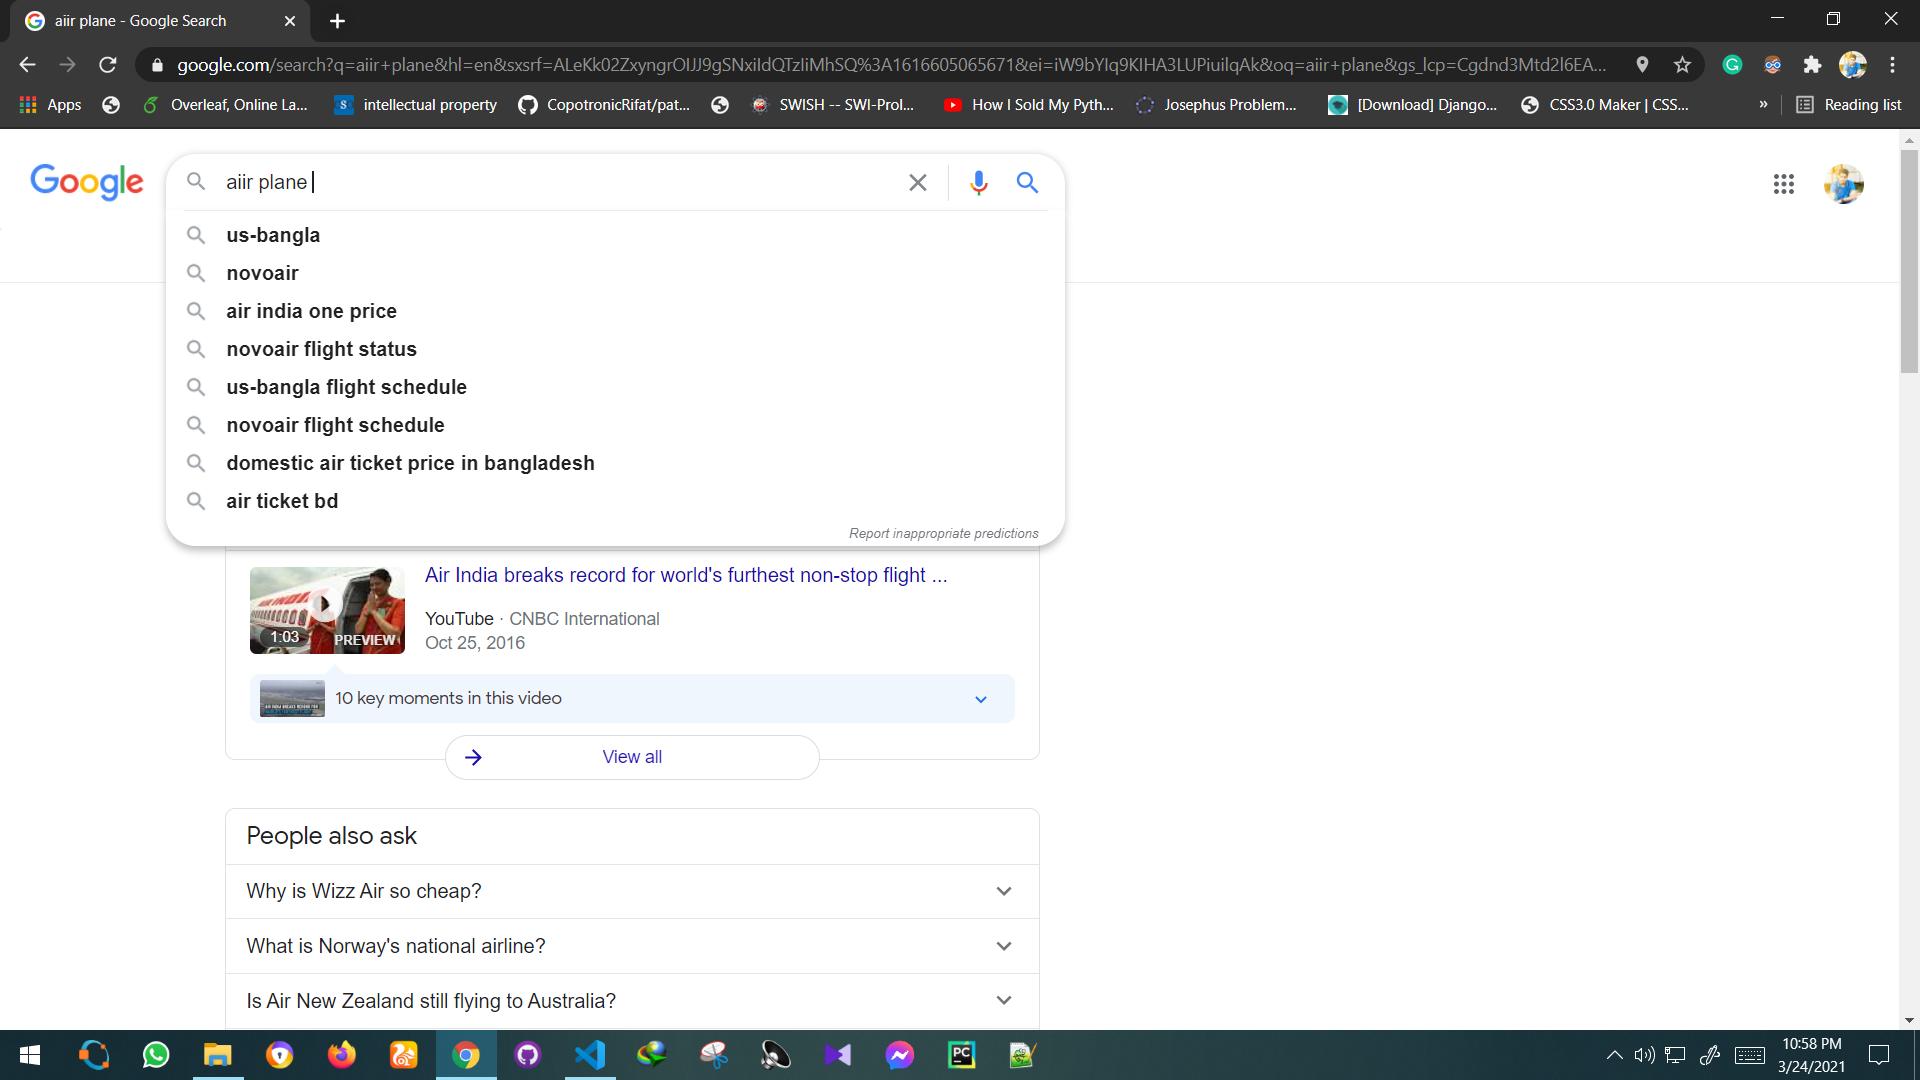 aiir plane - Google Search
google.com/search?q=aiir+plane&hl=en&sxsrf=ALeKk02ZxyngrOIJJ9gSNxiIdQTzIiMhSQ%3A1616605065671&ei=iW9bYIq9KIHA3LUPiuilqAk&oq=aiir+plane&gs_lcp=Cgdnd3Mtd2l6EA...
Apps Overleaf, Online La... intellectual property CopotronicRifat/pat... SWISH -- SWI-Prol... How I Sold My Pyth... Josephus Problem... [Download] Django... CSS3.0 Maker | CSS... » Reading list
Google
aiir plane
us-bangla
novoair
air india one price
novoair flight status
us-bangla flight schedule
novoair flight schedule
domestic air ticket price in bangladesh
air ticket bd
Report inappropriate predictions
Air India breaks record for world's furthest non-stop flight ...
YouTube · CNBC International
Oct 25, 2016
1:03 PREVIEW
10 key moments in this video
View all
People also ask
Why is Wizz Air so cheap?
What is Norway's national airline?
Is Air New Zealand still flying to Australia?
10:58 PM
3/24/2021